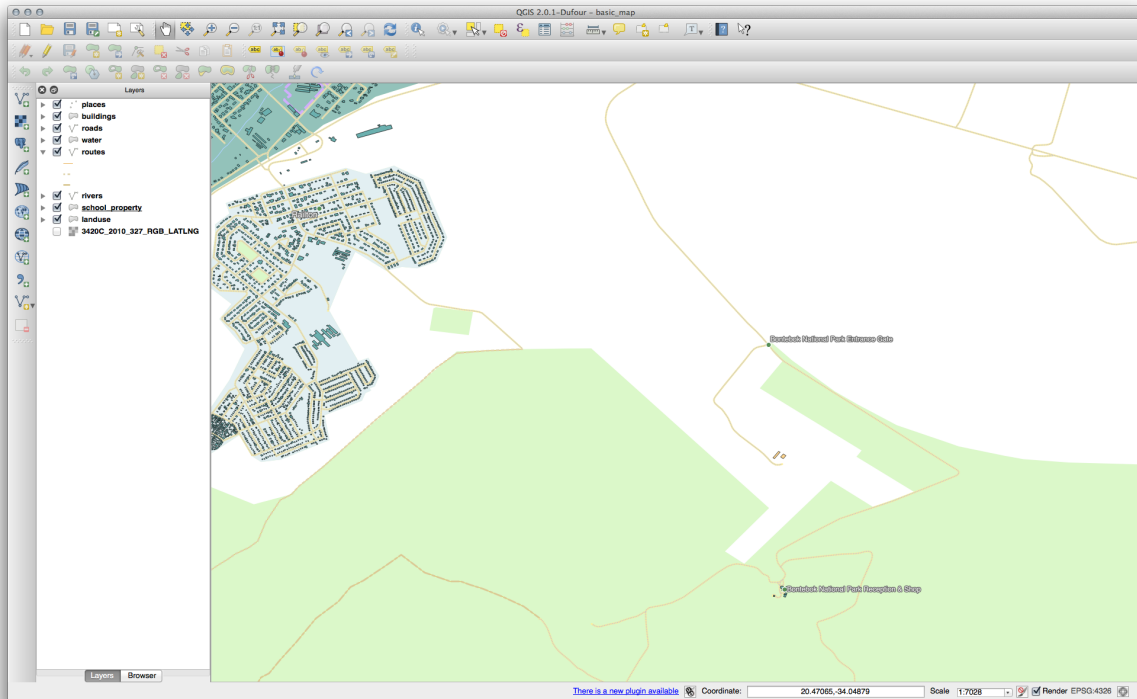 QGIS 2.0.1-Dufour - basic_map
Layers
places
buildings
roads
water
routes
rivers
school_property
landuse
3420C_2010_327_RGB_LATLNG
Bontebok National Park Entrance Gate
Bontebok National Park Reception & Shop
Layers Browser
There is a new plugin available Coordinate: 20.47065,-34.04879 Scale 1:7028 Render EPSG:4326